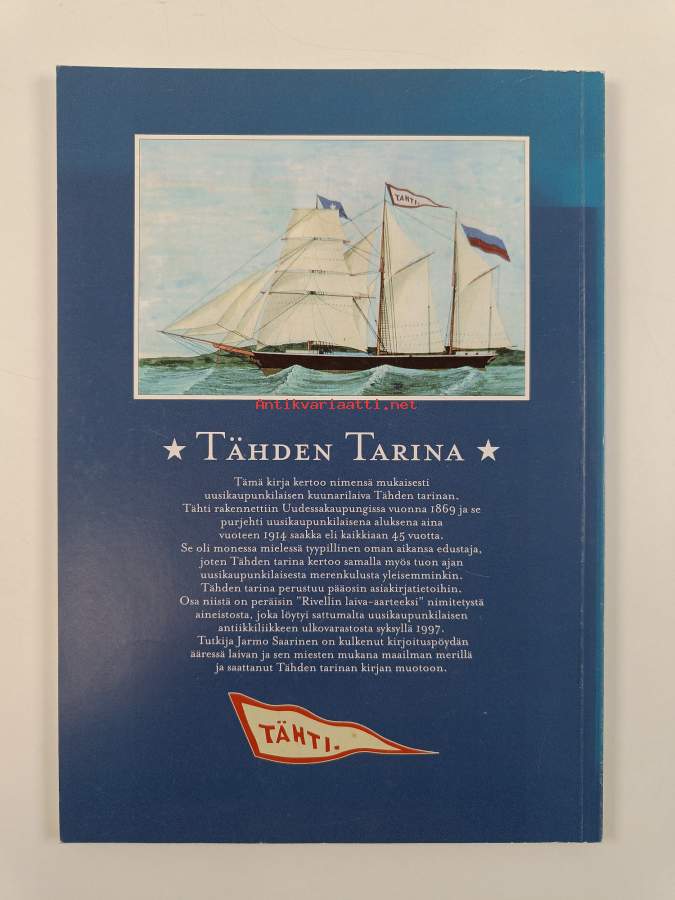 TÄHTI-
Antikvariaatti.net
★ TÄHDEN TARINA ★
Tämä kirja kertoo nimensä mukaisesti
uusikaupunkilaisen kuunarilaiva Tähden tarinan.
Tähti rakennettiin Uudessakaupungissa vuonna 1869 ja se
purjehti uusikaupunkilaisena aluksena aina
vuoteen 1914 saakka eli kaikkiaan 45 vuotta.
Se oli monessa mielessä tyypillinen oman aikansa edustaja,
joten Tähden tarina kertoo samalla myös tuon ajan
uusikaupunkilaisesta merenkulusta yleisemminkin.
Tähden tarina perustuu pääosin asiakirjatietoihin.
Osa niistä on peräisin "Rivellin laiva-aarteeksi" nimitetystä
aineistosta, joka löytyi sattumalta uusikaupunkilaisen
antiikkiliikkeen ulkovarastosta syksyllä 1997.
Tutkija Jarmo Saarinen on kulkenut kirjoituspöydän
ääressä laivan ja sen miesten mukana maailman merillä
ja saattanut Tähden tarinan kirjan muotoon.
TÄHTI-